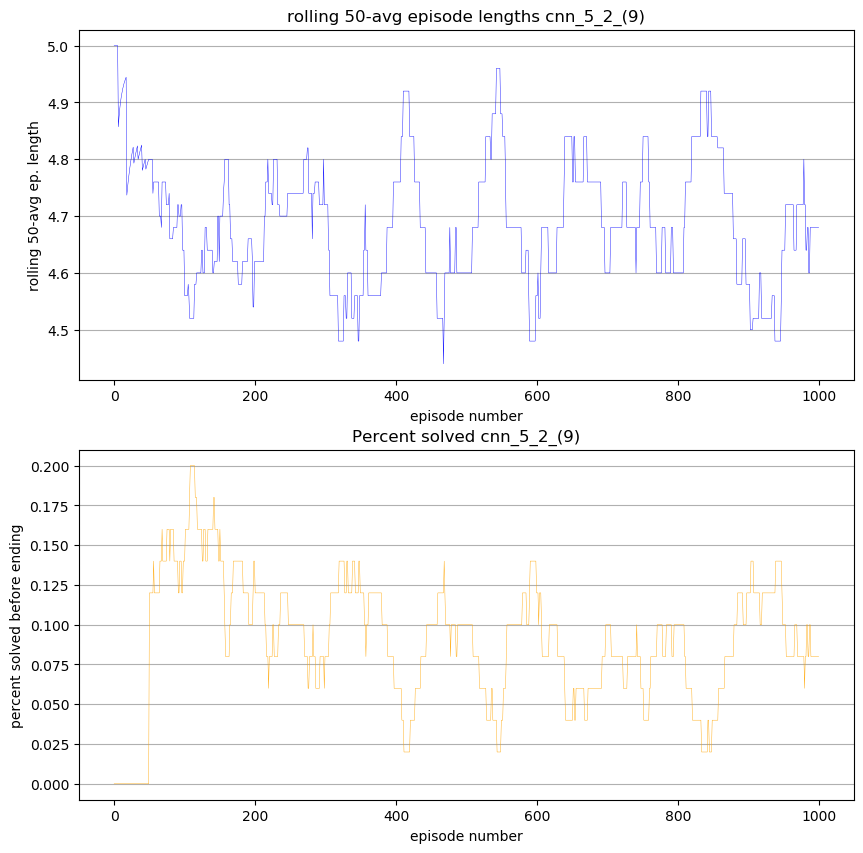 rolling 50-avg episode lengths cnn_5_2_(9)
rolling 50-avg ep. length
5.0
4.9
4.8
4.7
4.6
4.5
0 200 400 600 800 1000
episode number
Percent solved cnn_5_2_(9)
percent solved before ending
0.200
0.175
0.150
0.125
0.100
0.075
0.050
0.025
0.000
0 200 400 600 800 1000
episode number